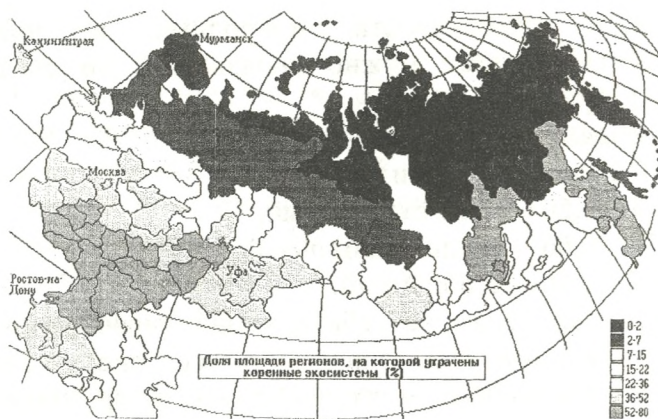 Калининград
Мурманск
Москва
Ростов-на-
Дону
Уфа
Доля площади регионов, на которой утрачены
коренные экосистемы (%)
0-2
2-7
7-15
15-22
22-36
36-52
52-80